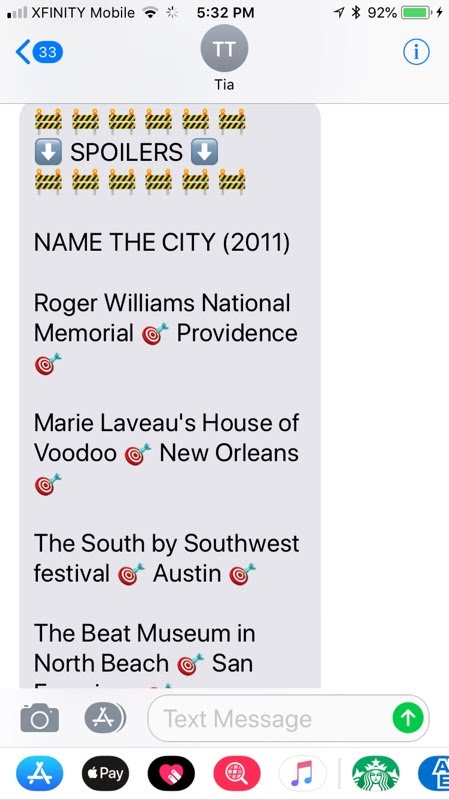 XFINITY Mobile 5:32 PM 92%
33
TT
Tia
SPOILERS
NAME THE CITY (2011)
Roger Williams National
Memorial 🎯 Providence
🎯
Marie Laveau's House of
Voodoo 🎯 New Orleans
🎯
The South by Southwest
festival 🎯 Austin 🎯
The Beat Museum in
North Beach 🎯 San
Text Message
Pay